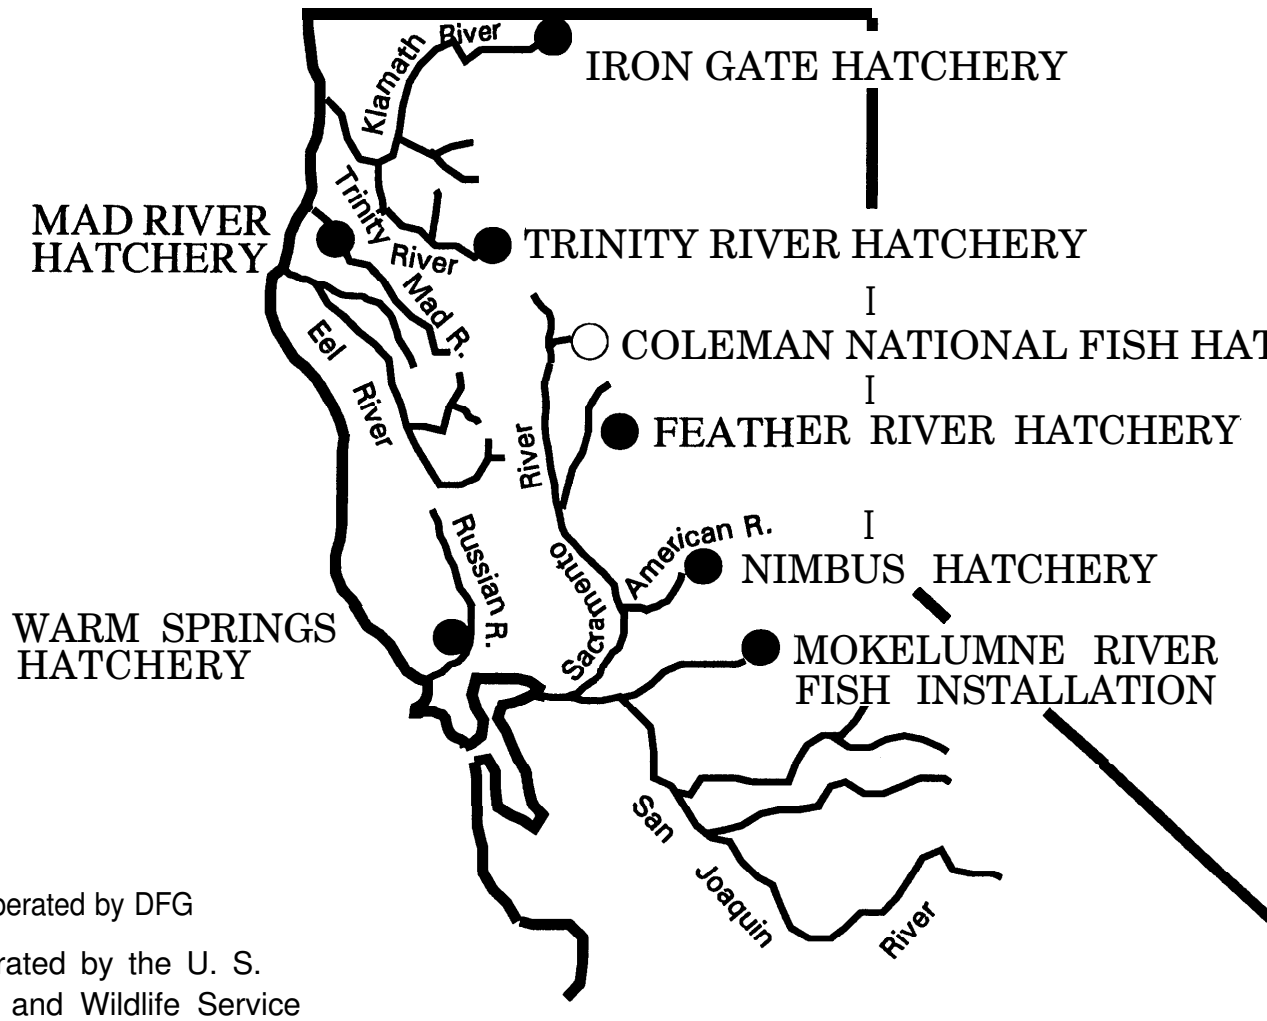 Klamath River
IRON GATE HATCHERY
Trinity River
MAD RIVER
HATCHERY
TRINITY RIVER HATCHERY
Mad R.
Eel River
COLEMAN NATIONAL FISH HAT
River
FEATHER RIVER HATCHERY
Russian R.
American R.
NIMBUS HATCHERY
Sacramento
WARM SPRINGS
HATCHERY
MOKELUMNE RIVER
FISH INSTALLATION
San Joaquin River
perated by DFG
rated by the U. S.
and Wildlife Service